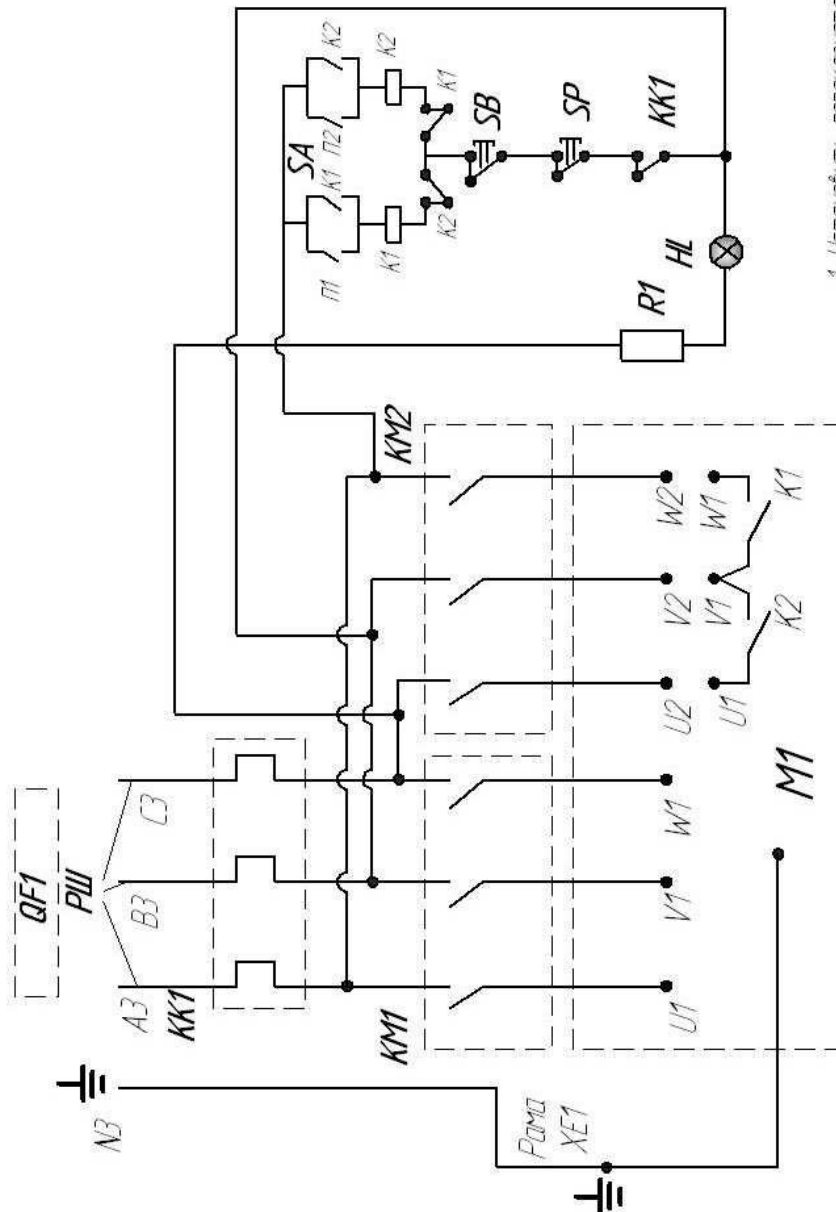 QF1
РШ
A3
B3
C3
KK1
N3
KM1
KM2
U1
V1
W1
U2
V2
W2
U1
V1
W1
K2
K1
M1
Рама
XE1
SA
П1
K1
П2
K2
K1
K2
K2
K1
SB
SP
KK1
HL
R1